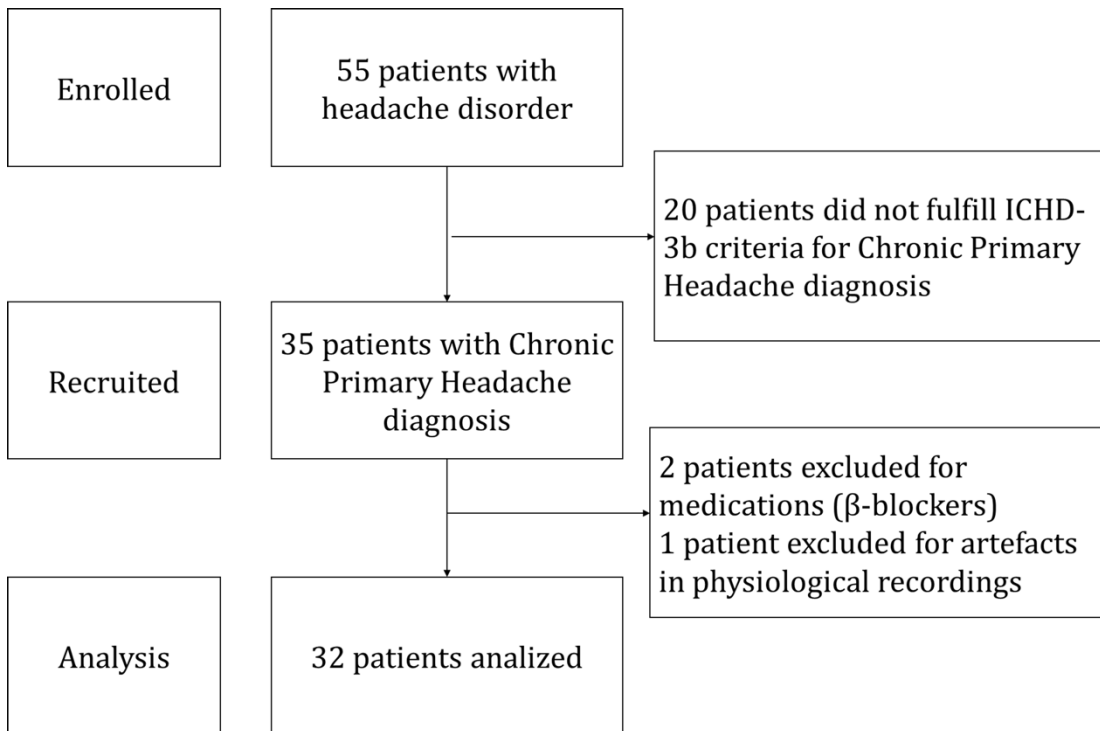 Enrolled
55 patients with
headache disorder
20 patients did not fulfill ICHD-
3b criteria for Chronic Primary
Headache diagnosis
Recruited
35 patients with Chronic
Primary Headache
diagnosis
2 patients excluded for
medications (β-blockers)
1 patient excluded for artefacts
in physiological recordings
Analysis
32 patients analized